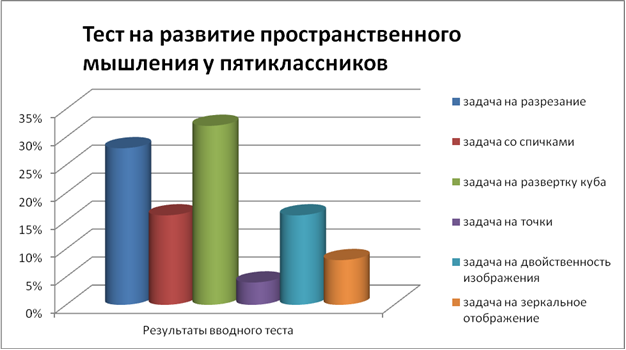 Тест на развитие пространственного
мышления у пятиклассников
35%
30%
25%
20%
15%
10%
5%
0%
Результаты вводного теста
задача на разрезание
задача со спичками
задача на развертку куба
задача на точки
задача на двойственность
изображения
задача на зеркальное
отображение